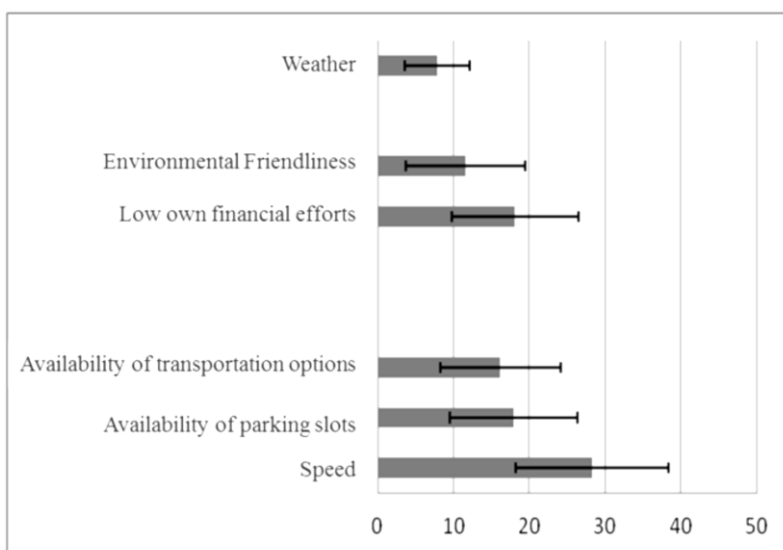 Weather
Environmental Friendliness
Low own financial efforts
Availability of transportation options
Availability of parking slots
Speed
0 10 20 30 40 50